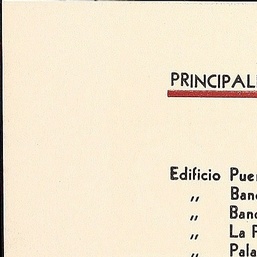 PRINCIPAL
Edificio Puer
,, Banc
,, Banc
,, La F
,, Pala